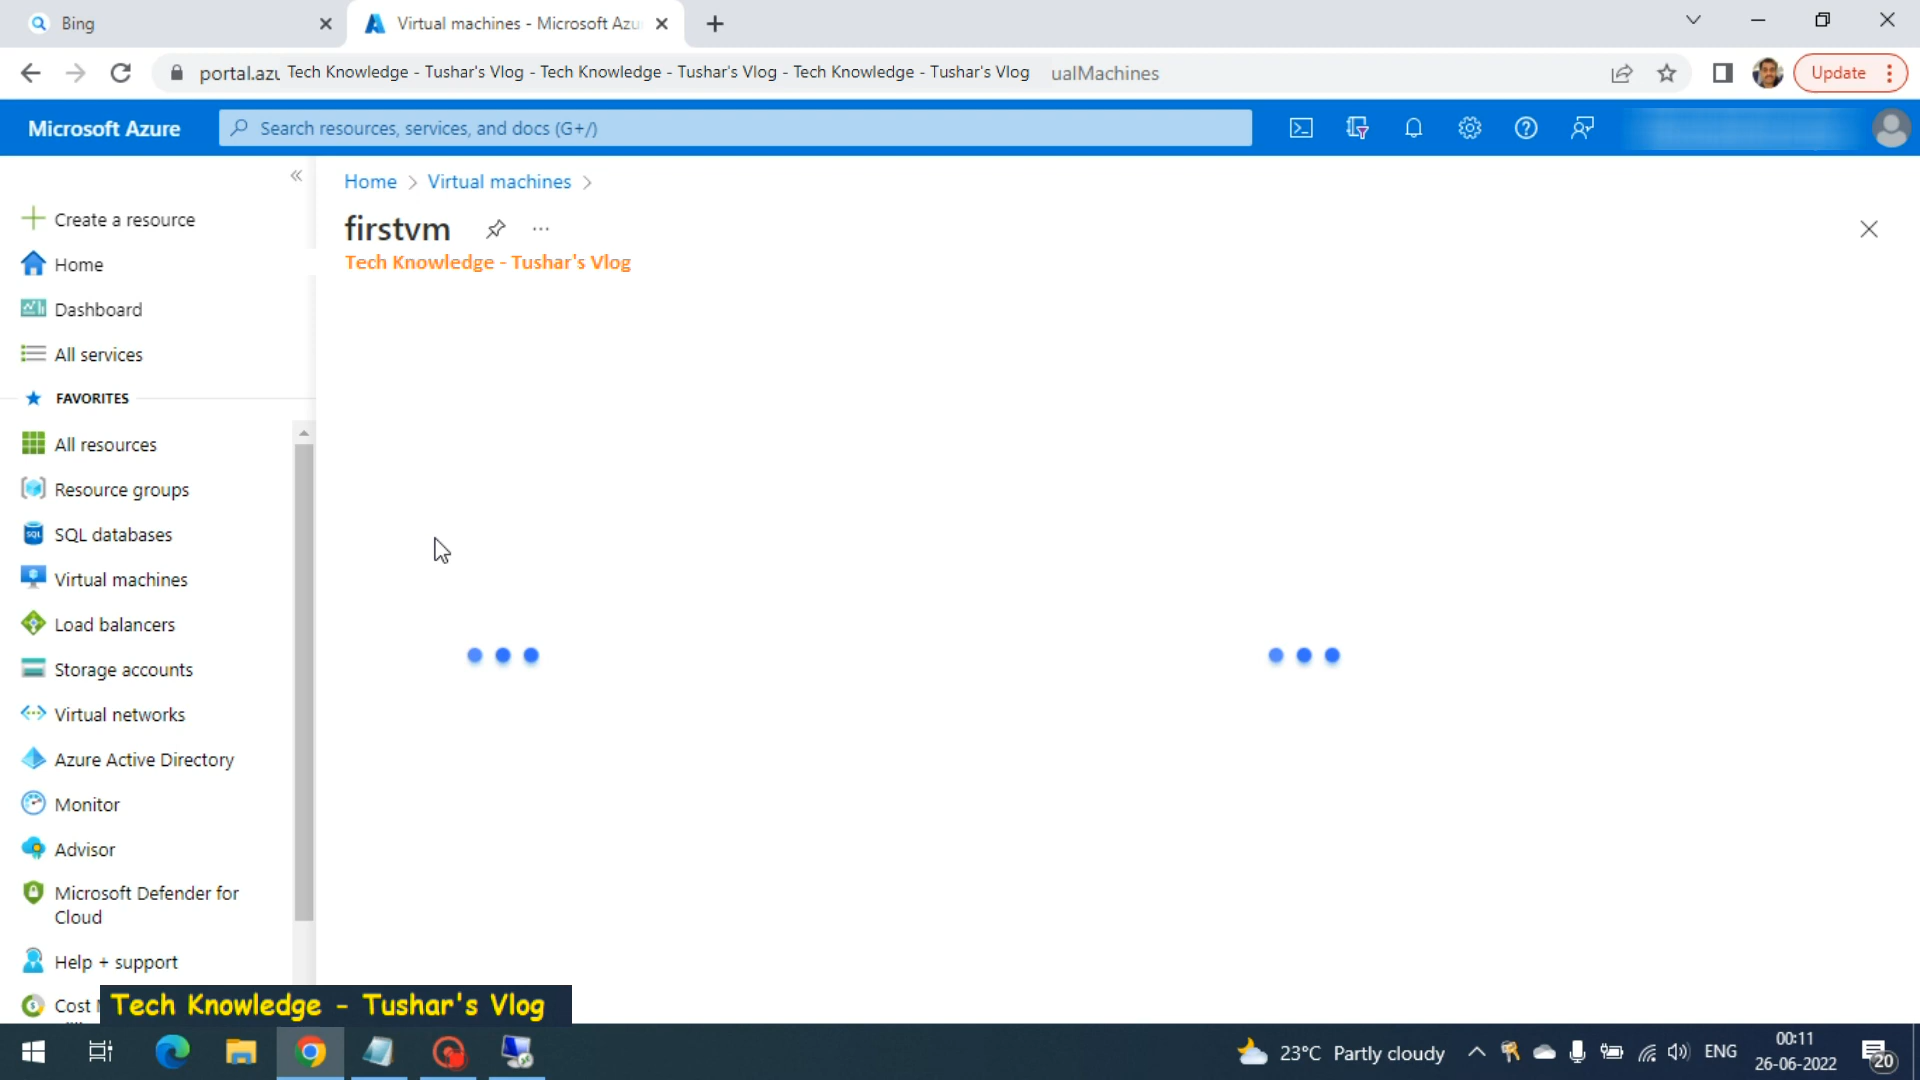 Bing
Virtual machines - Microsoft Azu
portal.azu Tech Knowledge - Tushar's Vlog - Tech Knowledge - Tushar's Vlog - Tech Knowledge - Tushar's Vlog ualMachines
Update
Microsoft Azure
Search resources, services, and docs (G+/)
Home > Virtual machines >
firstvm ...
Tech Knowledge - Tushar's Vlog
Create a resource
Home
Dashboard
All services
FAVORITES
All resources
Resource groups
SQL databases
Virtual machines
Load balancers
Storage accounts
Virtual networks
Azure Active Directory
Monitor
Advisor
Microsoft Defender for
Cloud
Help + support
Cost
Tech Knowledge - Tushar's Vlog
23°C Partly cloudy
ENG
00:11
26-06-2022
20